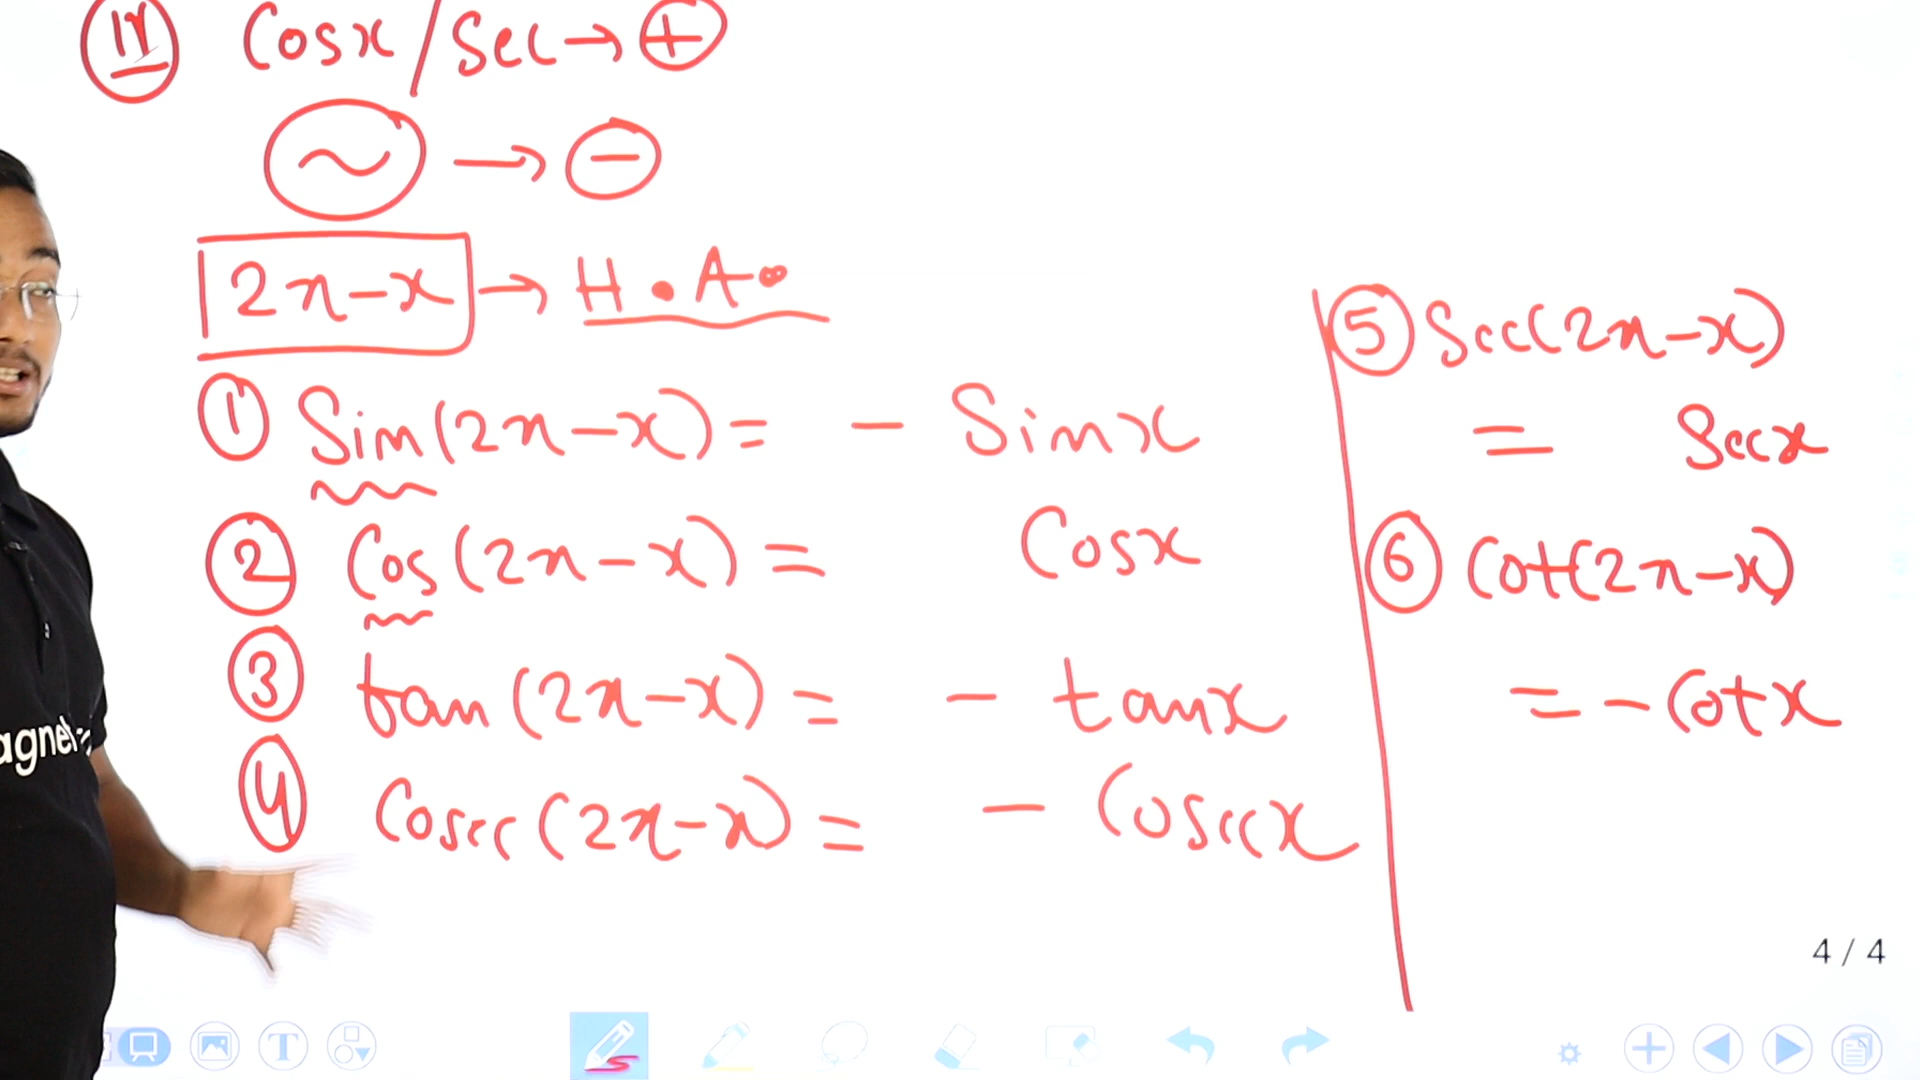 IV Cosx/Sec → +
~ → -
2π-x → H.A.
① Sin(2π-x) = - Sinx
② Cos(2π-x) = Cosx
③ tan(2π-x) = - tanx
④ Cosec(2π-x) = - Cosecx
⑤ Sec(2π-x)
= Secx
⑥ Cot(2π-x)
= - Cotx
agnet
4 / 4
T